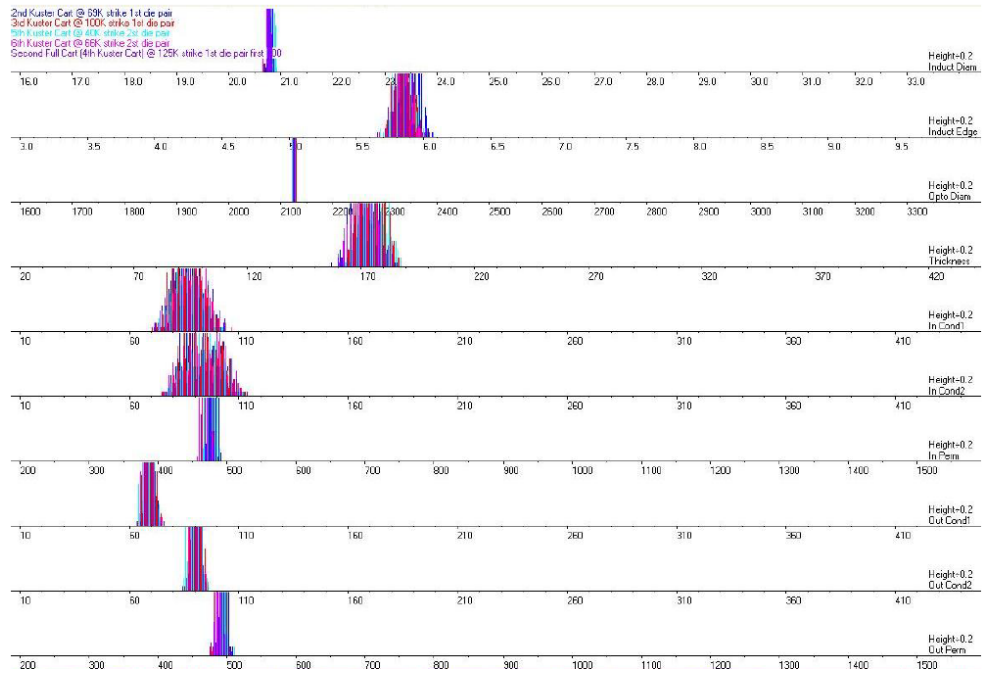 2nd Kuster Cart @ 69K strike 1st die pair
3rd Kuster Cart @ 100K strike 1st die pair
5th Kuster Cart @ 40K strike 2st die pair
6th Kuster Cart @ 66K strike 2st die pair
Second Full Cart (4th Kuster Cart) @ 125K strike 1st die pair first 100
Height=0.2
Induct Diam
16.0 17.0 18.0 19.0 20.0 21.0 22.0 23.0 24.0 25.0 26.0 27.0 28.0 29.0 30.0 31.0 32.0 33.0
Height=0.2
Induct Edge
3.0 3.5 4.0 4.5 5.0 5.5 6.0 6.5 7.0 7.5 8.0 8.5 9.0 9.5
Height=0.2
Opto Diam
1600 1700 1800 1900 2000 2100 2200 2300 2400 2500 2600 2700 2800 2900 3000 3100 3200 3300
Height=0.2
Thickness
20 70 120 170 220 270 320 370 420
Height=0.2
In Cond1
10 60 110 160 210 260 310 360 410
Height=0.2
In Cond2
10 60 110 160 210 260 310 360 410
Height=0.2
In Perm
200 300 400 500 600 700 800 900 1000 1100 1200 1300 1400 1500
Height=0.2
Out Cond1
10 60 110 160 210 260 310 360 410
Height=0.2
Out Cond2
10 60 110 160 210 260 310 360 410
Height=0.2
Out Perm
200 300 400 500 600 700 800 900 1000 1100 1200 1300 1400 1500